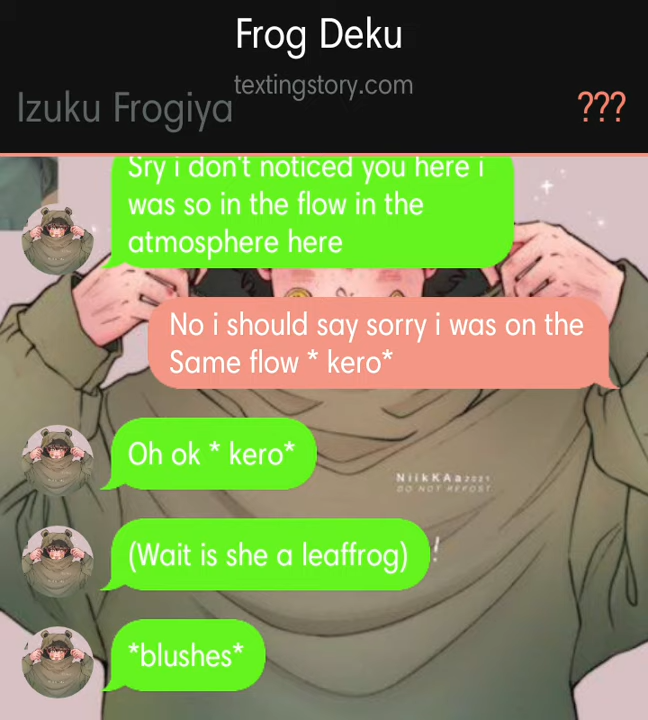 Frog Deku
textingstory.com
Izuku Frogiya
???
Sry i don't noticed you here i
was so in the flow in the
atmosphere here
No i should say sorry i was on the
Same flow * kero*
Oh ok * kero*
NiikKAa2021
DO NOT REPOST
(Wait is she a leaffrog)
!
*blushes*